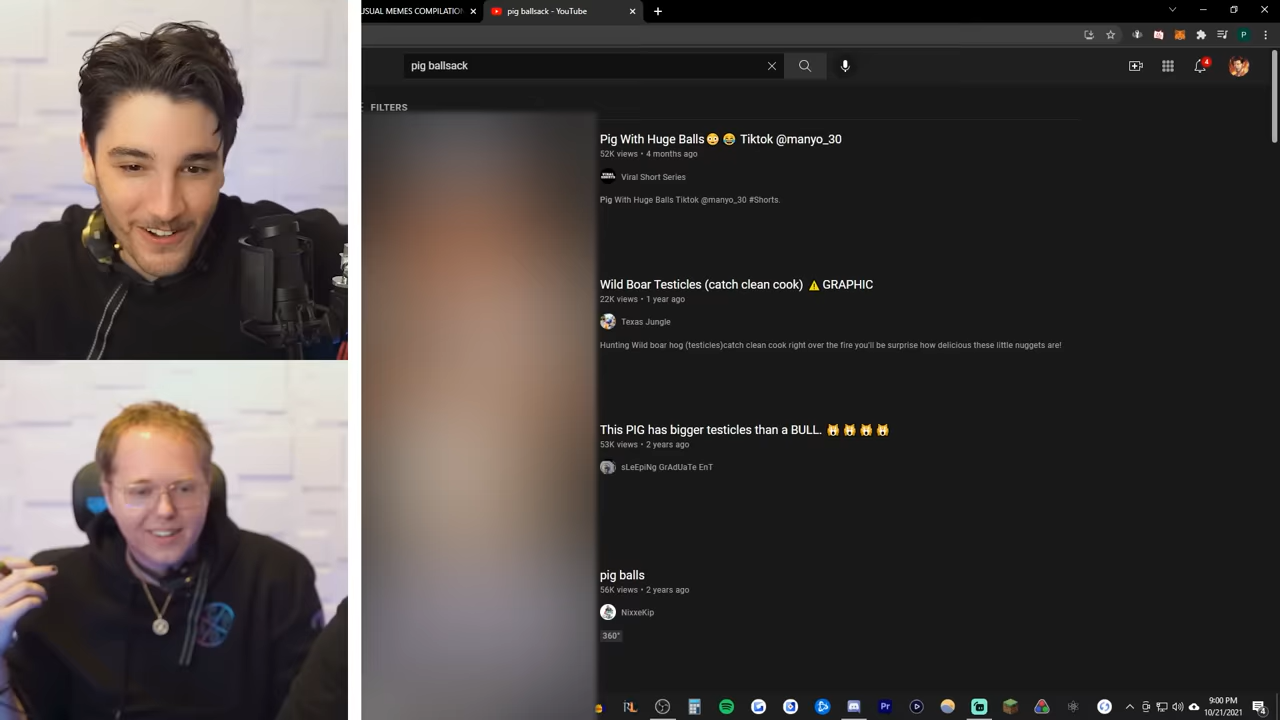 USUAL MEMES COMPILATION
pig ballsack - YouTube
P
pig ballsack
4
FILTERS
Pig With Huge Balls😳 😂 Tiktok @manyo_30
52K views • 4 months ago
Viral Short Series
Pig With Huge Balls Tiktok @manyo_30 #Shorts.
Wild Boar Testicles (catch clean cook) ⚠️ GRAPHIC
22K views • 1 year ago
Texas Jungle
Hunting Wild boar hog (testicles)catch clean cook right over the fire you'll be surprise how delicious these little nuggets are!
This PIG has bigger testicles than a BULL. 🙀 🙀 🙀 🙀
53K views • 2 years ago
sLeEpiNg GrAdUaTe EnT
pig balls
56K views • 2 years ago
NixxeKip
360°
Pr
9:00 PM
10/21/2021